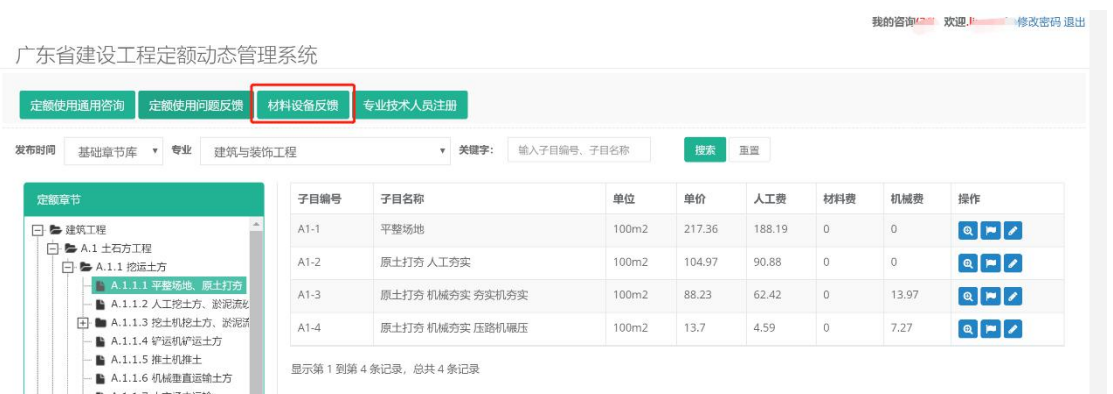 我的咨询 欢迎, 修改密码 退出
广东省建设工程定额动态管理系统
定额使用通用咨询 定额使用问题反馈 材料设备反馈 专业技术人员注册
发布时间 基础章节库 专业 建筑与装饰工程 关键字: 输入子目编号、子目名称 搜索 重置
定额章节
子目编号 子目名称 单位 单价 人工费 材料费 机械费 操作
建筑工程
A1-1 平整场地 100m2 217.36 188.19 0 0
A.1 土石方工程
A.1.1 挖运土方
A1-2 原土打夯 人工夯实 100m2 104.97 90.88 0 0
A.1.1.1 平整场地、原土打夯
A1-3 原土打夯 机械夯实 夯实机夯实 100m2 88.23 62.42 0 13.97
A.1.1.2 人工挖土方、淤泥流
A.1.1.3 挖土机挖土方、淤泥流
A1-4 原土打夯 机械夯实 压路机碾压 100m2 13.7 4.59 0 7.27
A.1.1.4 铲运机铲运土方
A.1.1.5 推土机推土
显示第 1 到第 4 条记录，总共 4 条记录
A.1.1.6 机械垂直运输土方